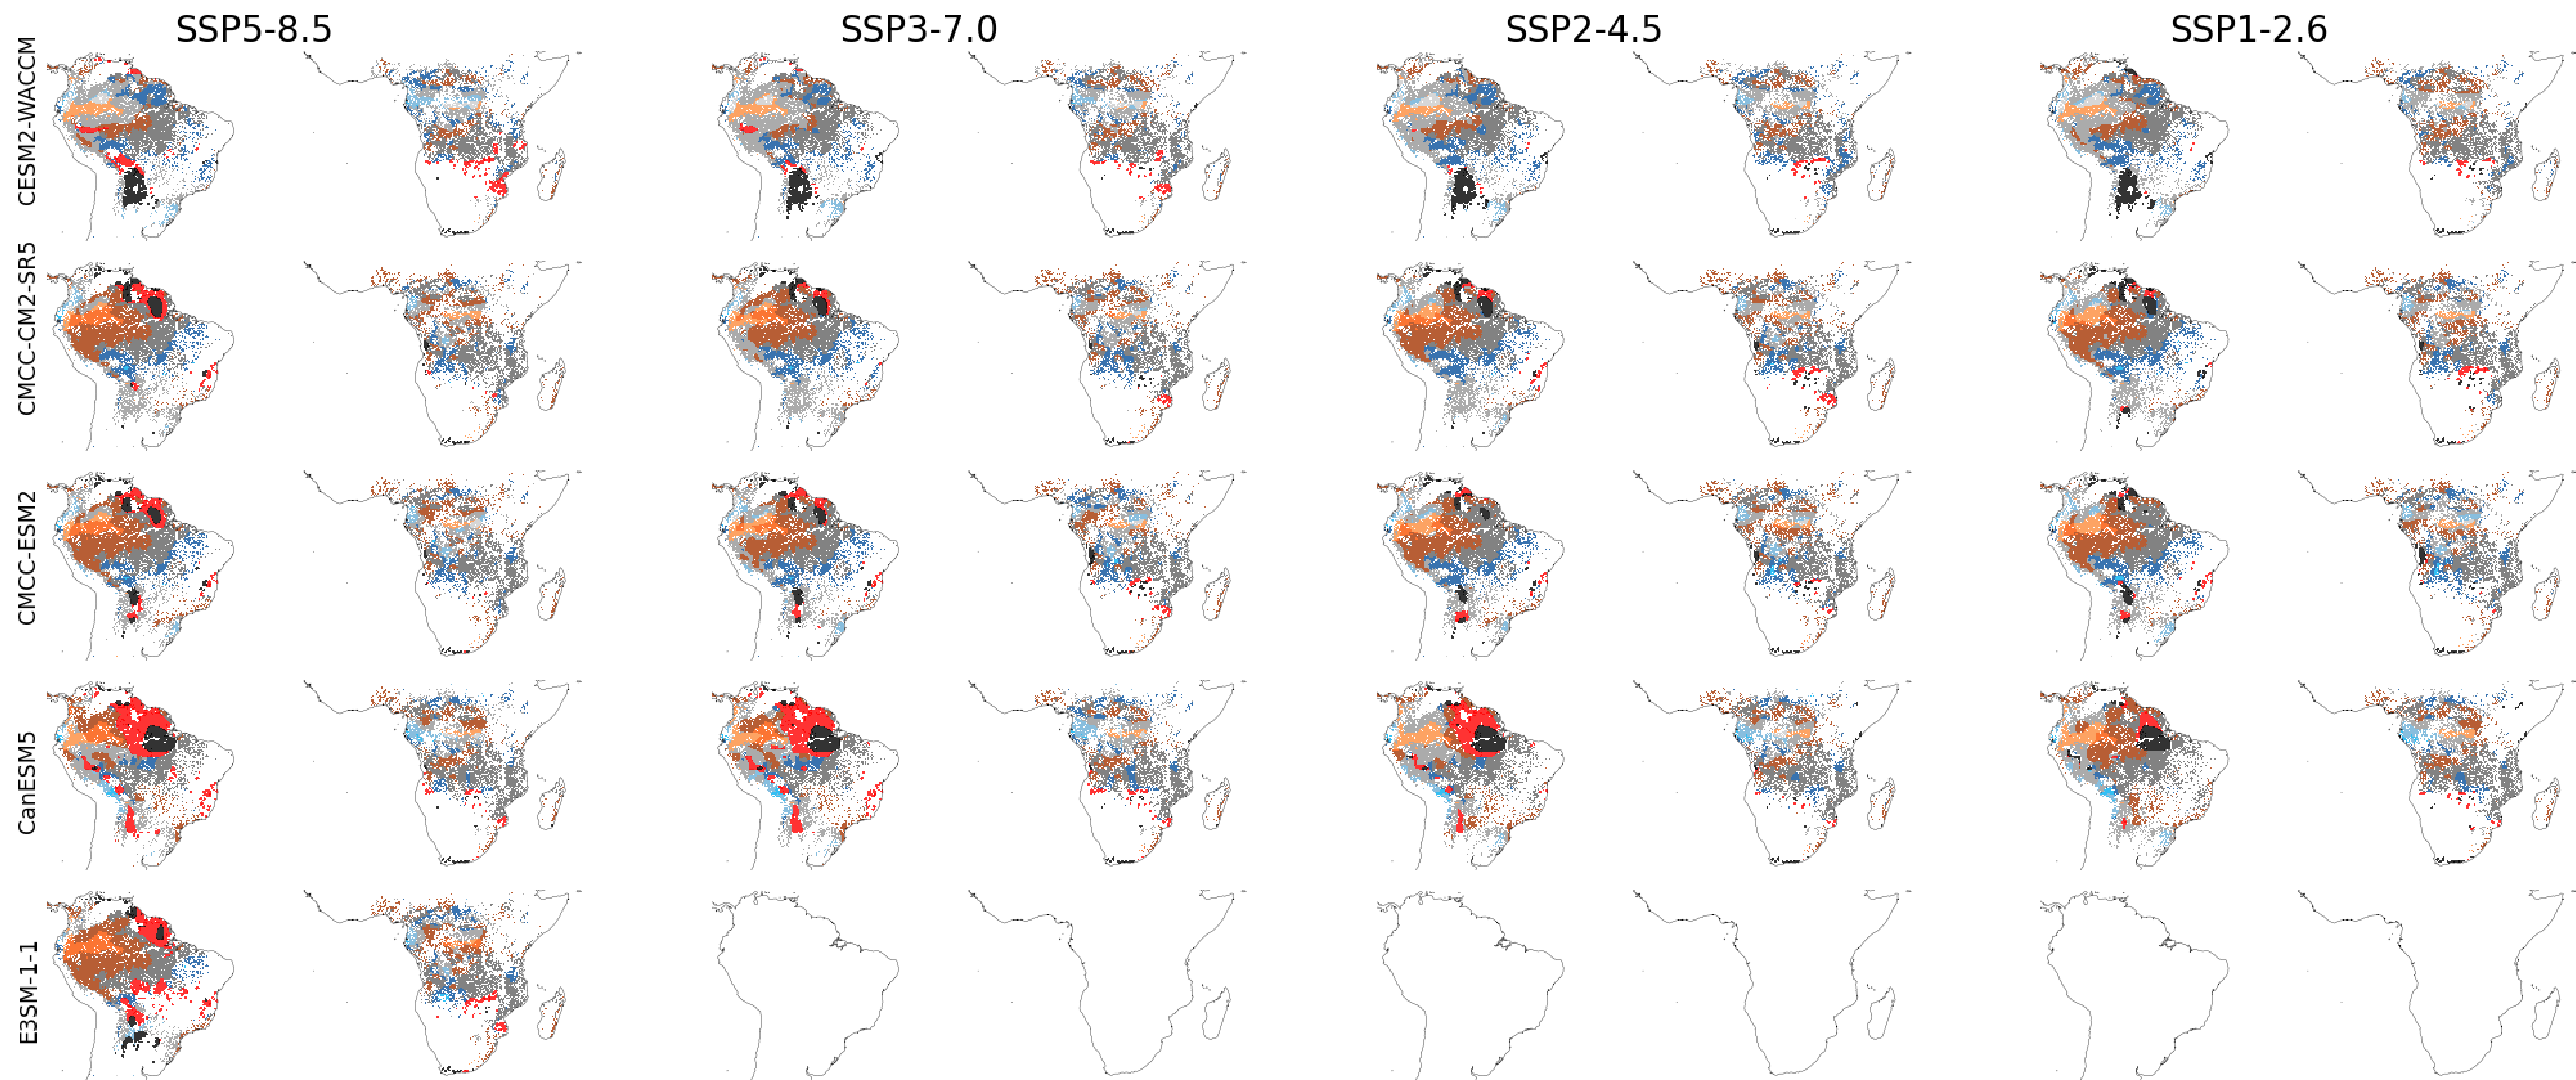 SSP5-8.5
SSP3-7.0
SSP2-4.5
SSP1-2.6
CESM2-WACCM
CMCC-CM2-SR5
CMCC-ESM2
CanESM5
E3SM-1-1